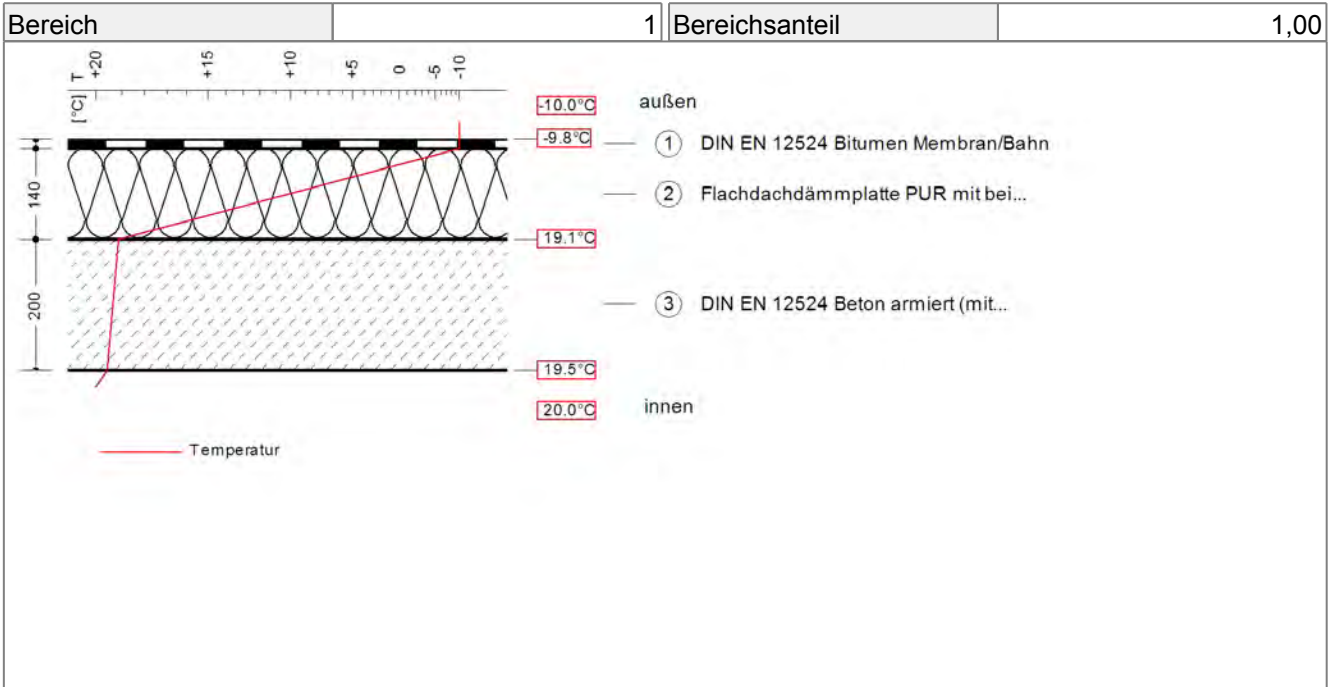 Bereich 1 Bereichsanteil 1,00
T [°C] +20 +15 +10 +5 0 -5 -10
-10.0°C außen
-9.8°C 1 DIN EN 12524 Bitumen Membran/Bahn
140 2 Flachdachdämmplatte PUR mit bei...
19.1°C
200 3 DIN EN 12524 Beton armiert (mit...
19.5°C
20.0°C innen
Temperatur